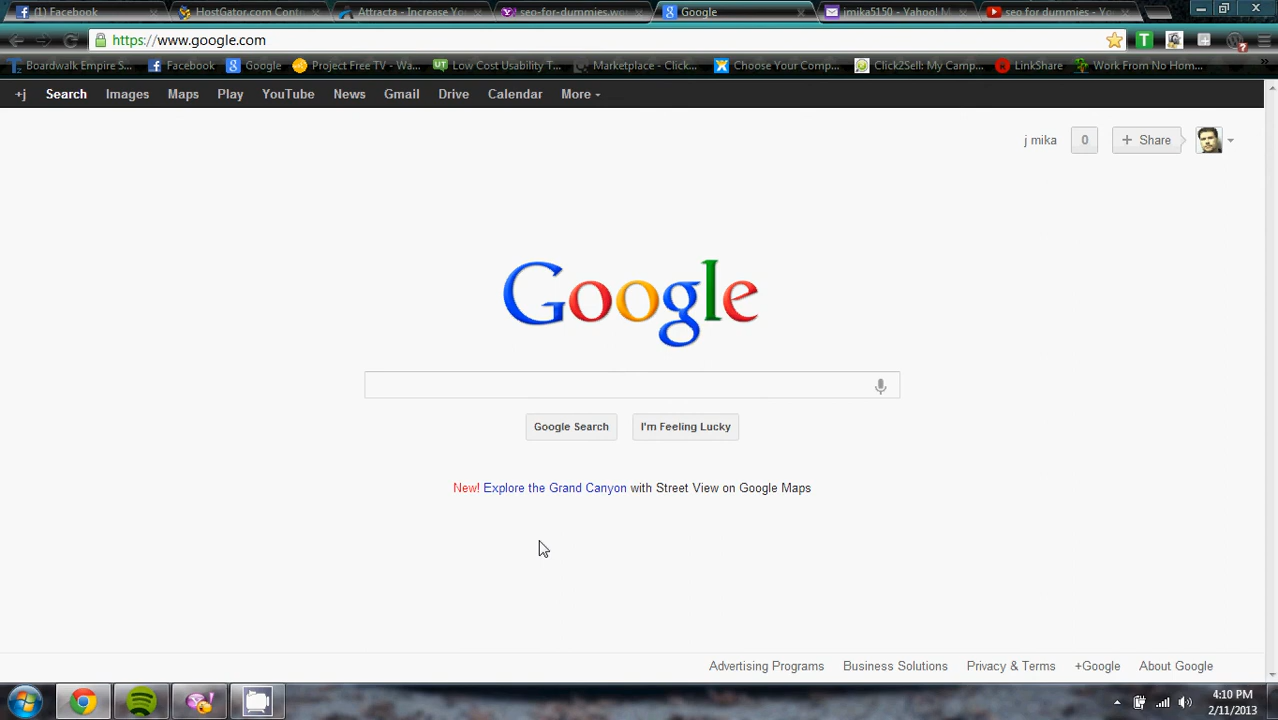 (1) Facebook
HostGator.com Cont
Attracta - Increase Yo
seo-for-dummies.wo
Google
jmika5150 - Yahoo! M
seo for dummies - Yo
https://www.google.com
Boardwalk Empire S...
Facebook
Google
Project Free TV - Wa...
Low Cost Usability T...
Marketplace - Click...
Choose Your Comp...
Click2Sell: My Camp...
LinkShare
Work From No Hom...
+j Search Images Maps Play YouTube News Gmail Drive Calendar More
j mika 0 + Share
Google
Google Search I'm Feeling Lucky
New! Explore the Grand Canyon with Street View on Google Maps
Advertising Programs Business Solutions Privacy & Terms +Google About Google
4:10 PM
2/11/2013